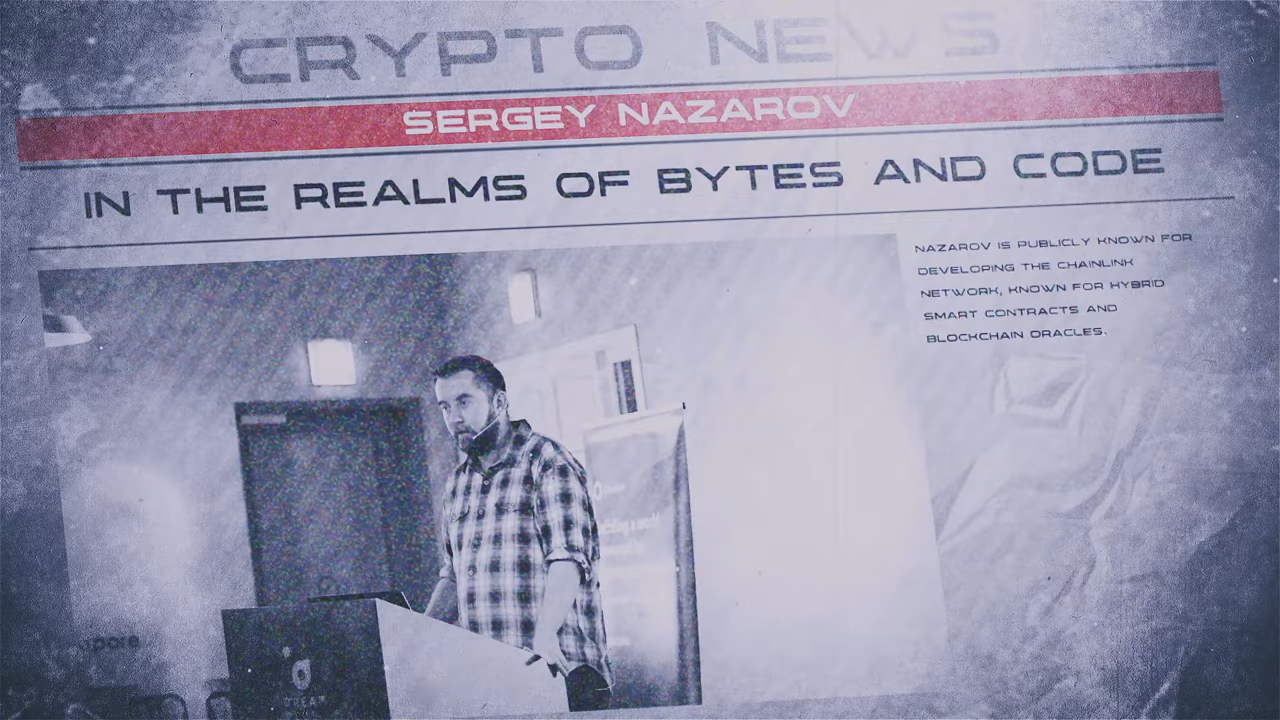 CRYPTO NEWS
SERGEY NAZAROV
IN THE REALMS OF BYTES AND CODE
NAZAROV IS PUBLICLY KNOWN FOR
DEVELOPING THE CHAINLINK
NETWORK, KNOWN FOR HYBRID
SMART CONTRACTS AND
BLOCKCHAIN ORACLES.